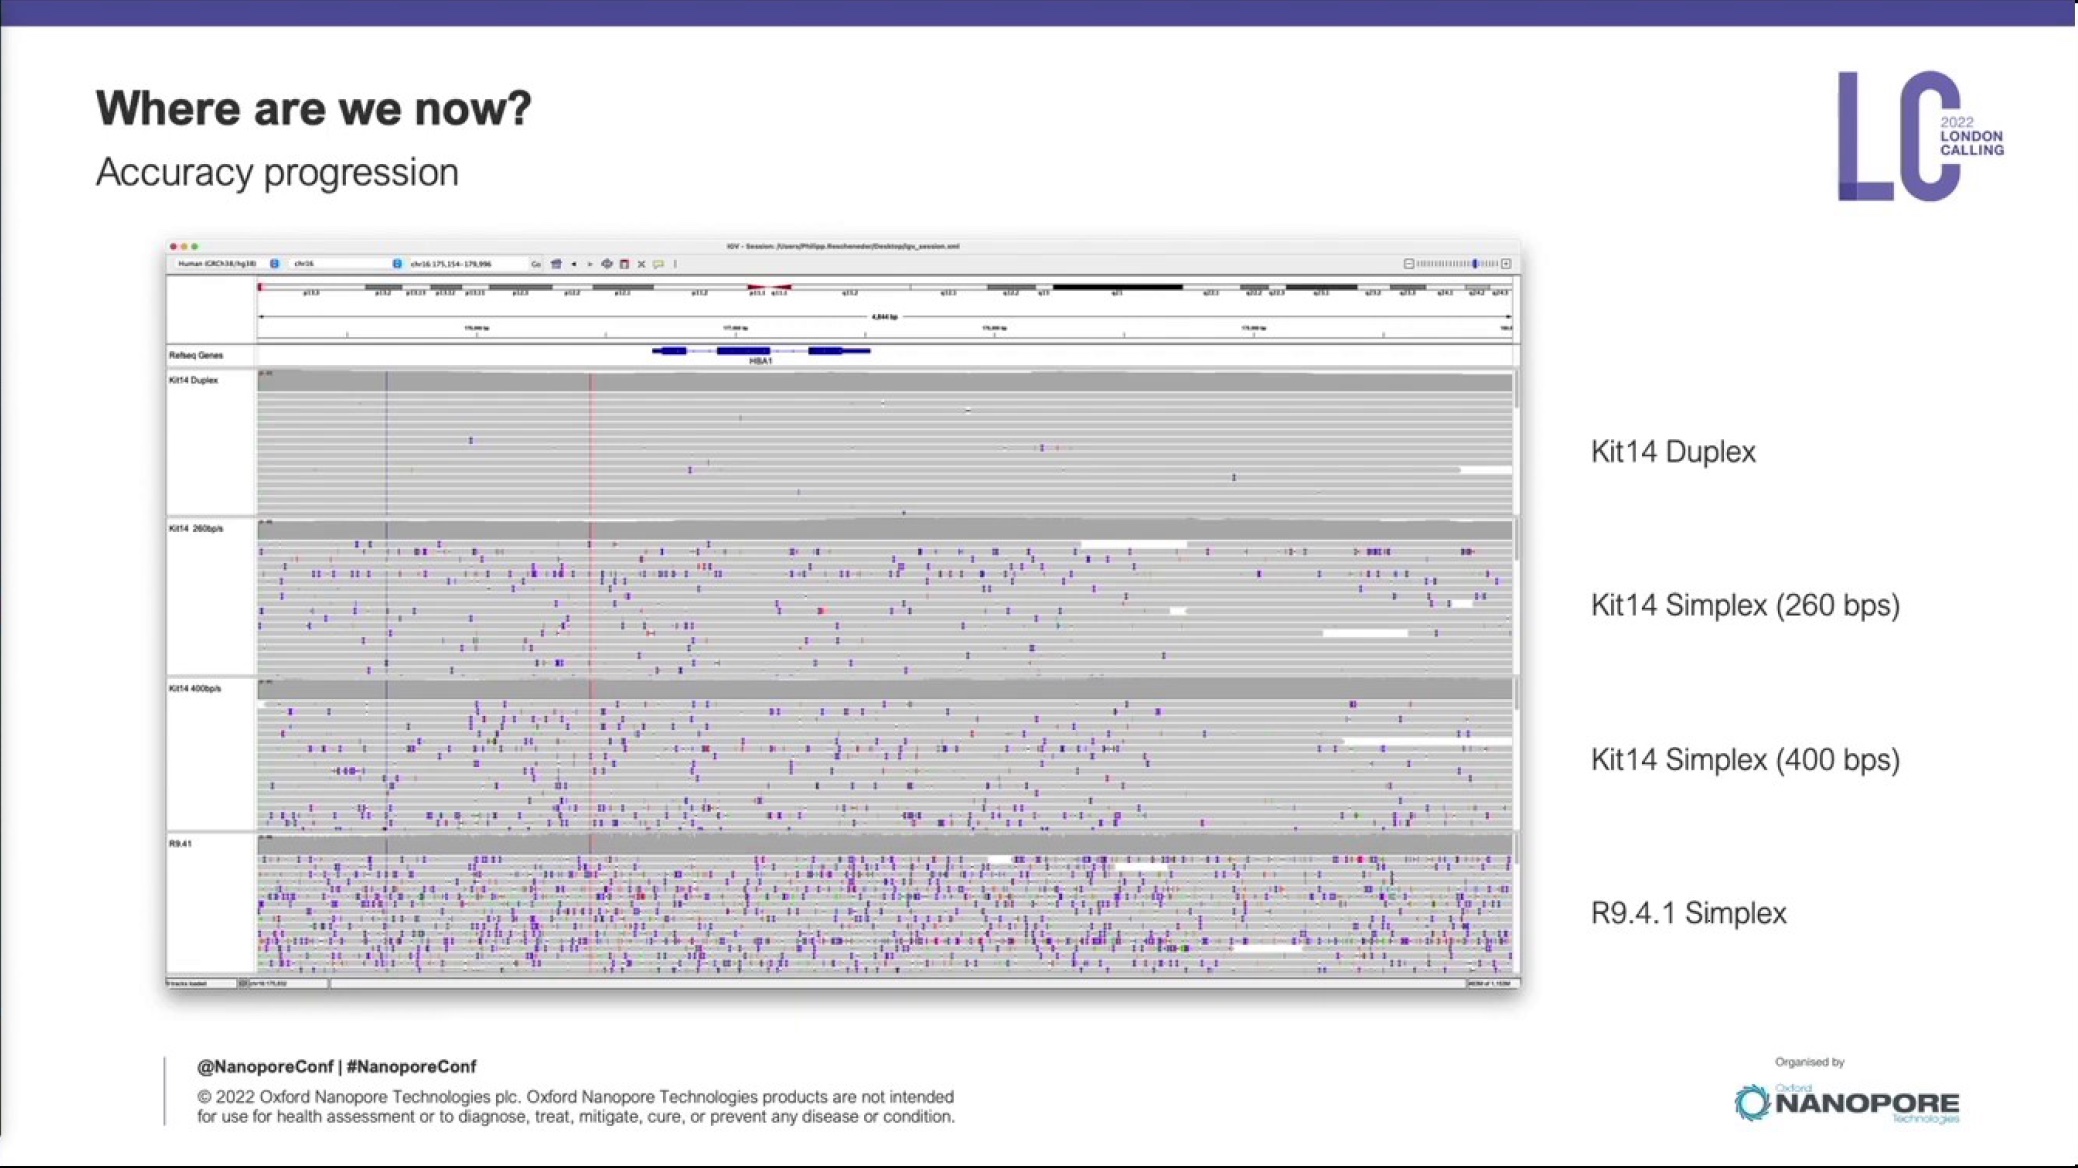 Where are we now?
Accuracy progression
LC
2022
LONDON
CALLING
IGV - Session: /Users/Philipp.Rescheneder/Desktop/igv_session.xml
Human (GRCh38/hg38) chr16 chr16:175,154-179,996 Go
4,844 bp
Refseq Genes
HBA1
Kit14 Duplex
Kit14 260bp/s
Kit14 400bp/s
R9.41
Kit14 Duplex
Kit14 Simplex (260 bps)
Kit14 Simplex (400 bps)
R9.4.1 Simplex
@NanoporeConf | #NanoporeConf
© 2022 Oxford Nanopore Technologies plc. Oxford Nanopore Technologies products are not intended
for use for health assessment or to diagnose, treat, mitigate, cure, or prevent any disease or condition.
Organised by
Oxford
NANOPORE
Technologies